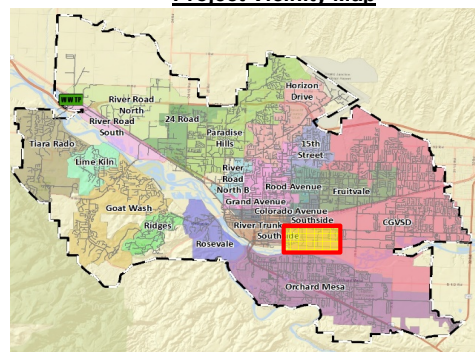 Project Vicinity Map
Horizon
Drive
WWTP
River Road
North
24 Road
River Road
South
Paradise
Hills
15th
Street
Tiara Rado
Lime Kiln
River
Road
North B
Rood Avenue
Fruitvale
Grand Avenue
Goat Wash
Colorado Avenue
Southside
CGVSD
River Trunk
Southside
Ridges
Rosevale
Orchard Mesa